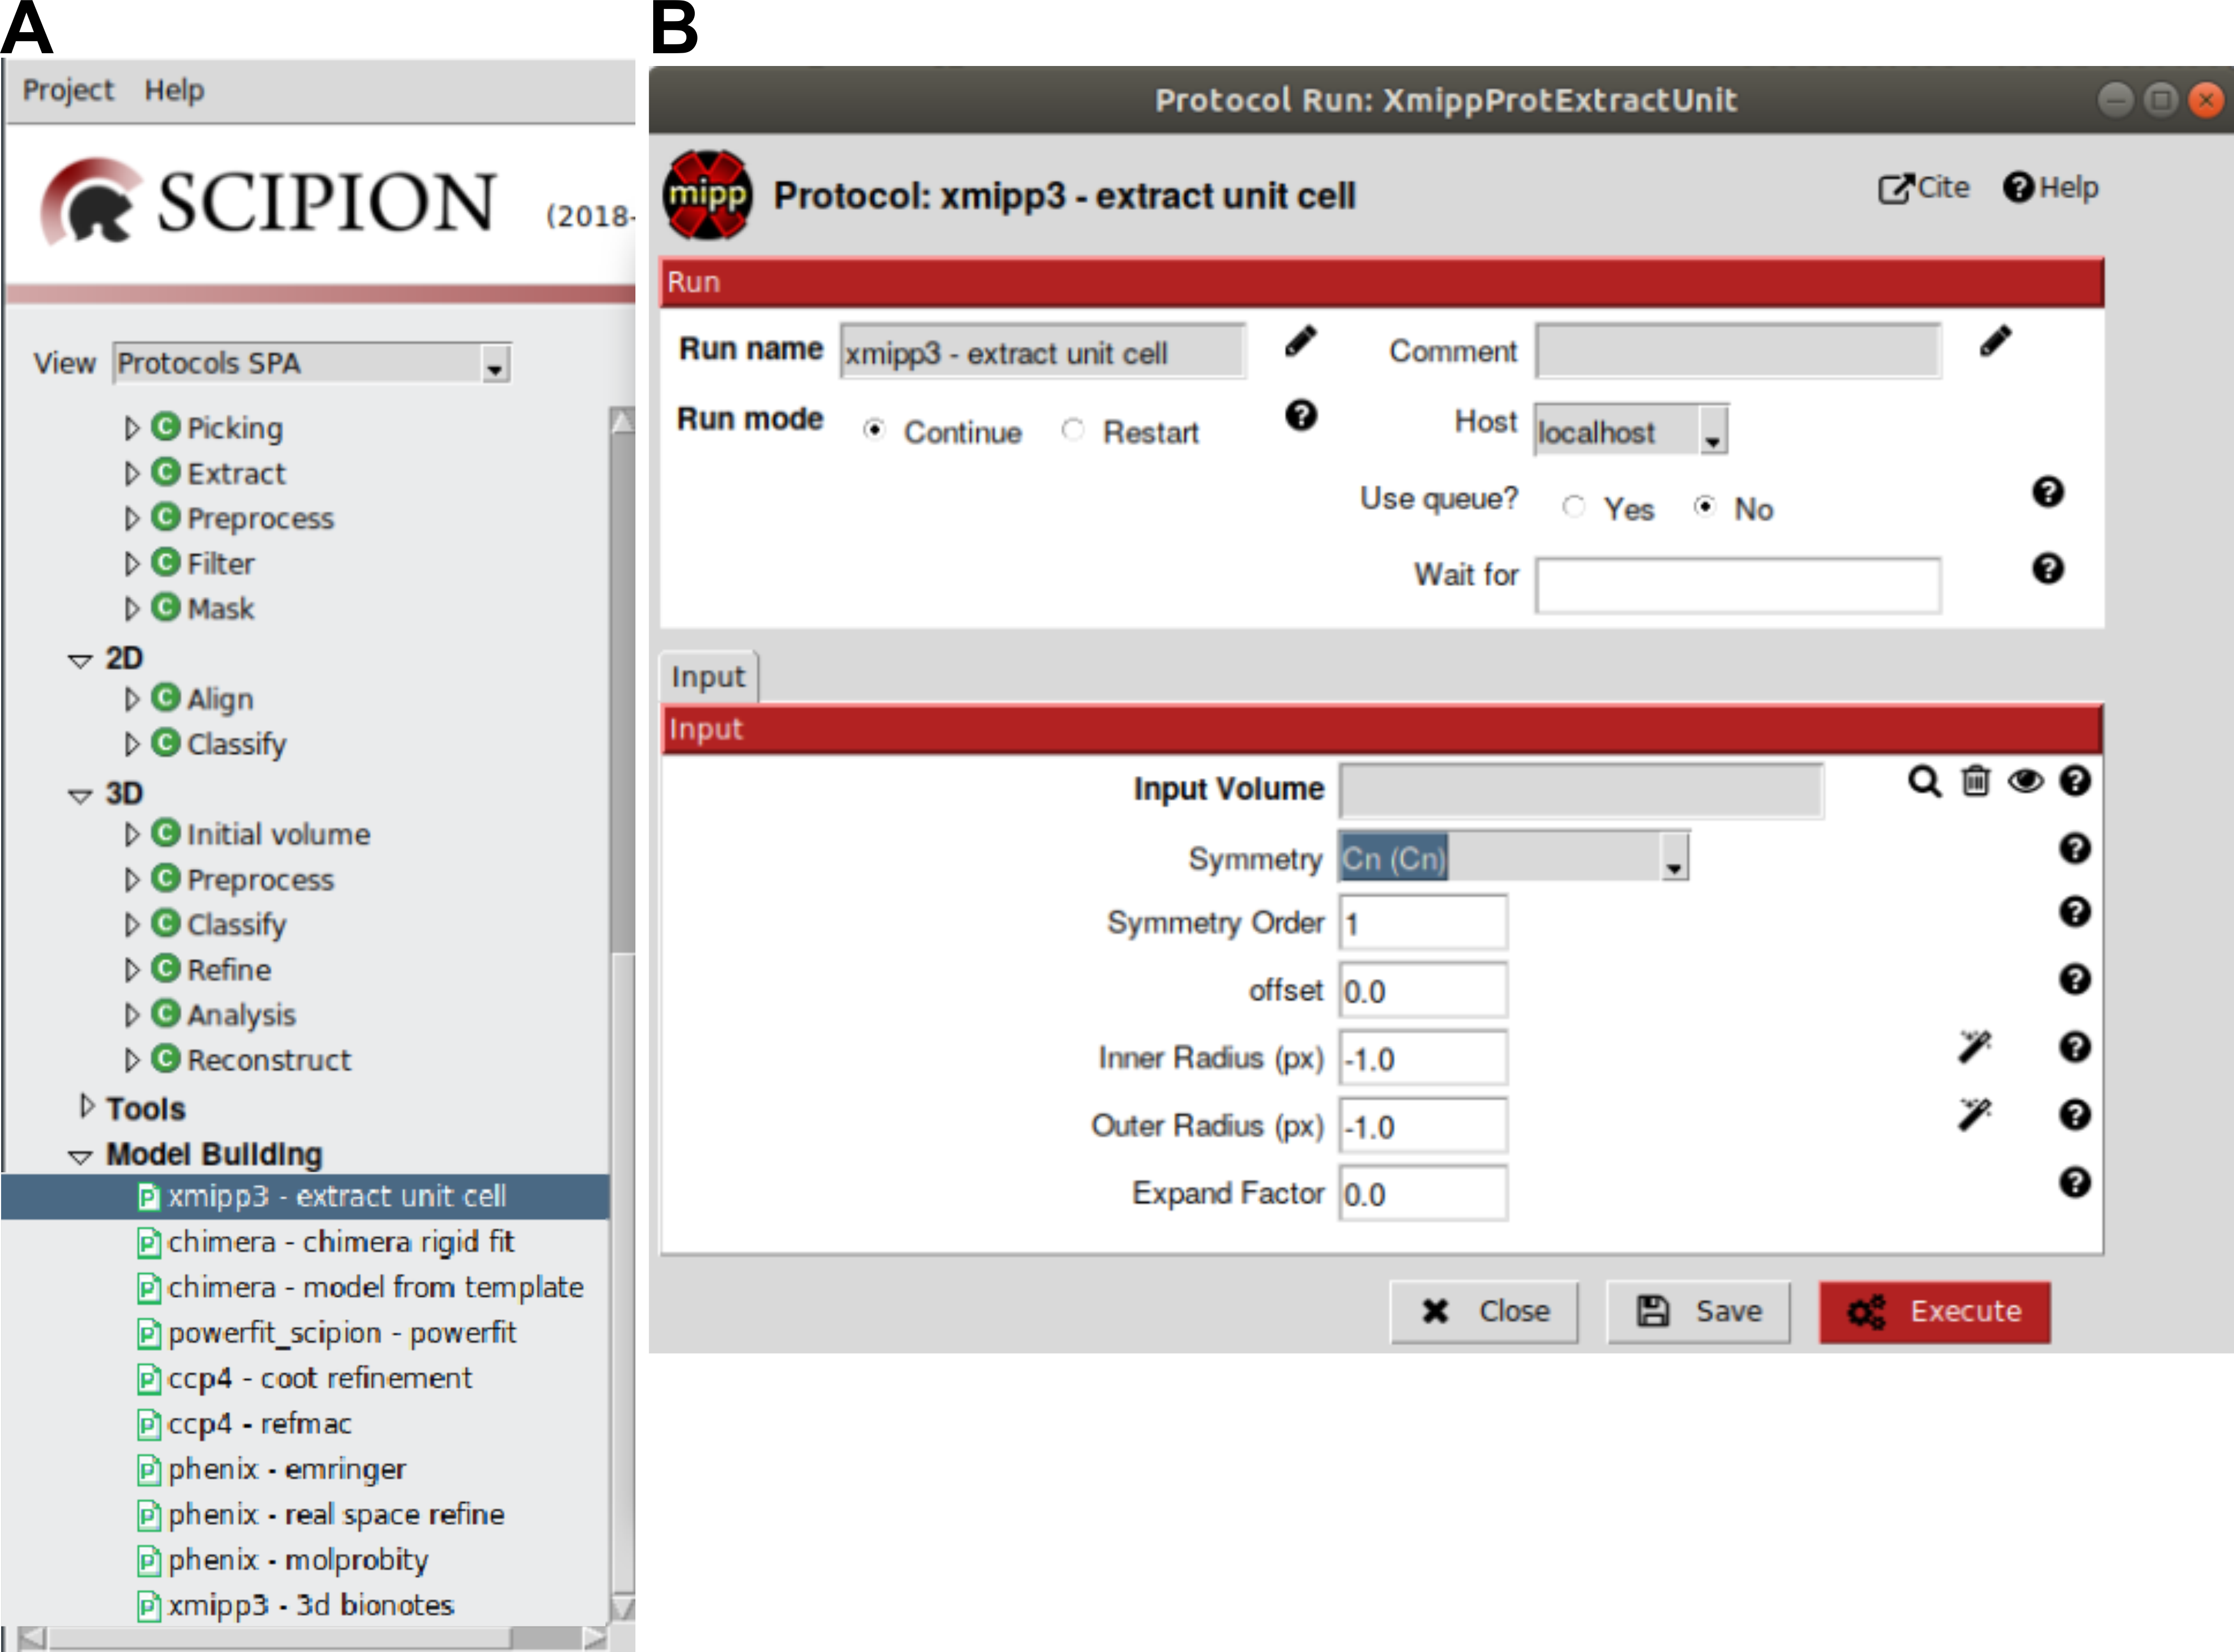 A
Project Help
SCIPION (2018-
View Protocols SPA
C Picking
C Extract
C Preprocess
C Filter
C Mask
2D
C Align
C Classify
3D
C Initial volume
C Preprocess
C Classify
C Refine
C Analysis
C Reconstruct
Tools
Model Building
P xmipp3 - extract unit cell
P chimera - chimera rigid fit
P chimera - model from template
P powerfit_scipion - powerfit
P ccp4 - coot refinement
P ccp4 - refmac
P phenix - emringer
P phenix - real space refine
P phenix - molprobity
P xmipp3 - 3d bionotes
B
Protocol Run: XmippProtExtractUnit
mipp Protocol: xmipp3 - extract unit cell Cite ? Help
Run
Run name xmipp3 - extract unit cell Comment
Run mode Continue Restart ? Host localhost
Use queue? Yes No ?
Wait for ?
Input
Input
Input Volume ?
Symmetry Cn (Cn) ?
Symmetry Order 1 ?
offset 0.0 ?
Inner Radius (px) -1.0 ?
Outer Radius (px) -1.0 ?
Expand Factor 0.0 ?
Close Save Execute